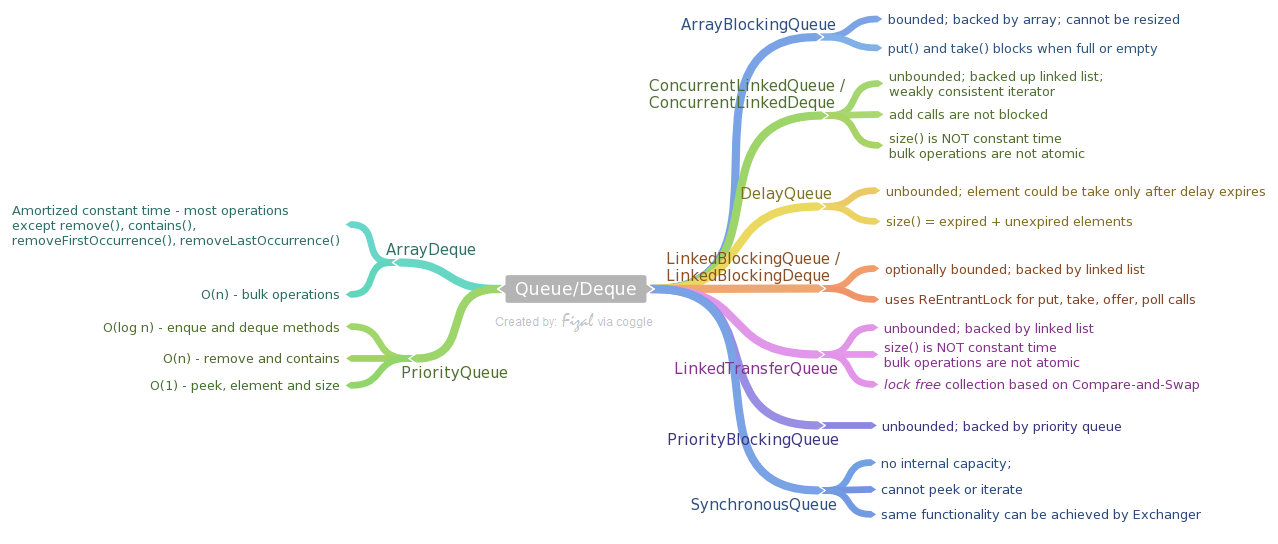 Queue/Deque
Created by: Fizal via coggle
ArrayDeque
Amortized constant time - most operations
except remove(), contains(),
removeFirstOccurrence(), removeLastOccurrence()
O(n) - bulk operations
PriorityQueue
O(log n) - enque and deque methods
O(n) - remove and contains
O(1) - peek, element and size
ArrayBlockingQueue
bounded; backed by array; cannot be resized
put() and take() blocks when full or empty
ConcurrentLinkedQueue /
ConcurrentLinkedDeque
unbounded; backed up linked list;
weakly consistent iterator
add calls are not blocked
size() is NOT constant time
bulk operations are not atomic
DelayQueue
unbounded; element could be take only after delay expires
size() = expired + unexpired elements
LinkedBlockingQueue /
LinkedBlockingDeque
optionally bounded; backed by linked list
uses ReEntrantLock for put, take, offer, poll calls
LinkedTransferQueue
unbounded; backed by linked list
size() is NOT constant time
bulk operations are not atomic
lock free collection based on Compare-and-Swap
PriorityBlockingQueue
unbounded; backed by priority queue
SynchronousQueue
no internal capacity;
cannot peek or iterate
same functionality can be achieved by Exchanger